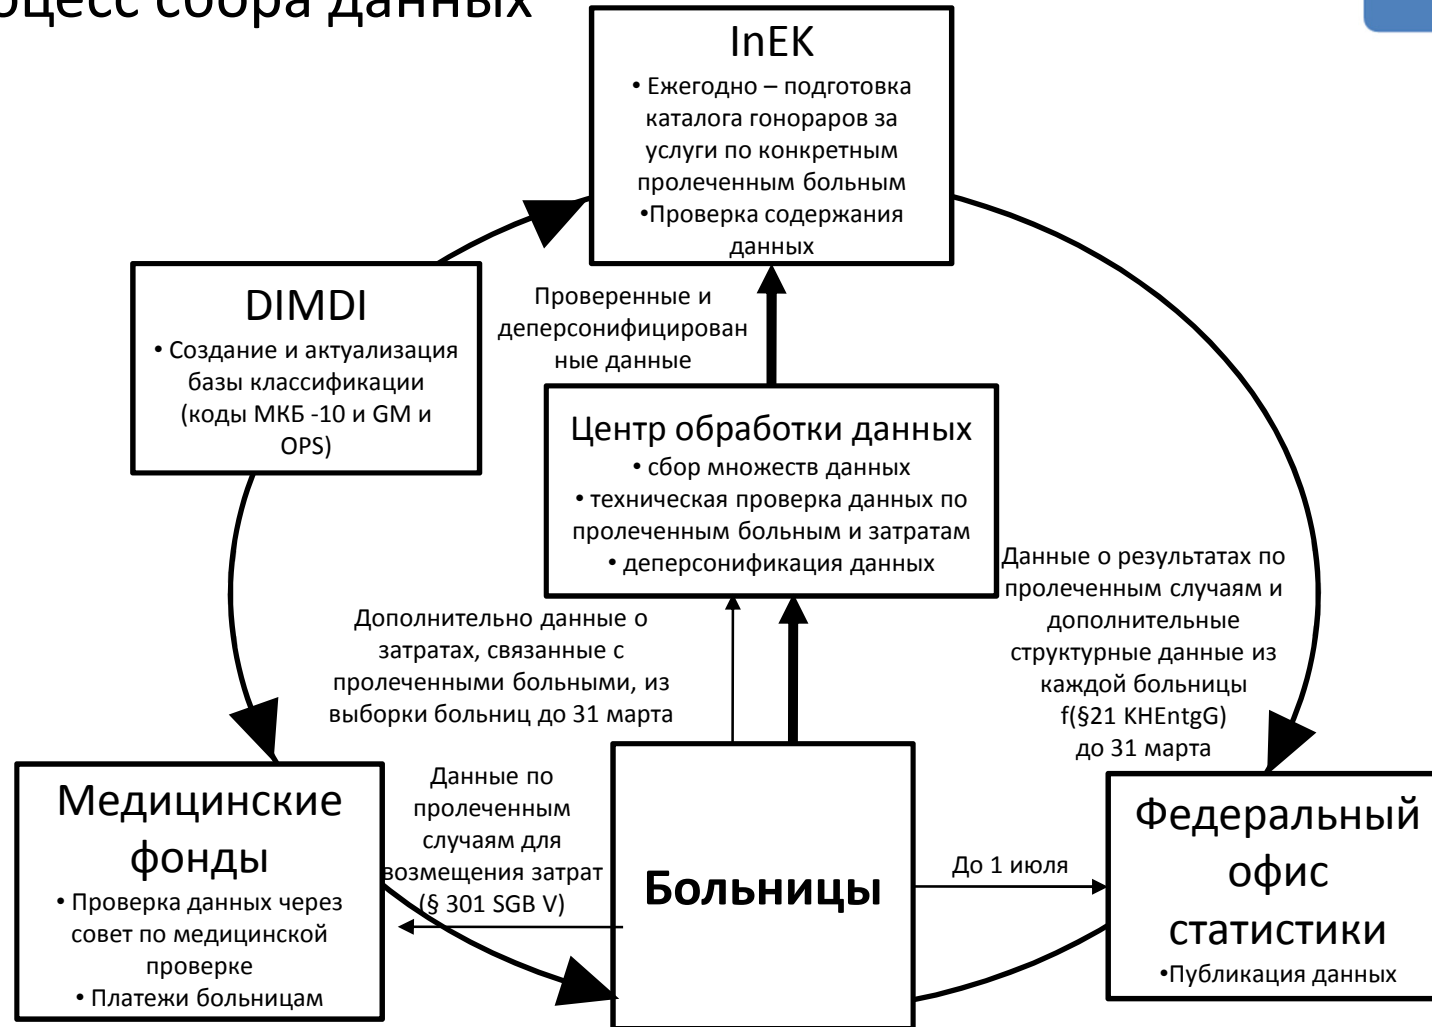 оцесс сбора данных
InEK
• Ежегодно – подготовка
каталога гонораров за
услуги по конкретным
пролеченным больным
•Проверка содержания
данных
DIMDI
• Создание и актуализация
базы классификации
(коды МКБ -10 и GM и
OPS)
Проверенные и
деперсонифицирован
ные данные
Центр обработки данных
• сбор множеств данных
• техническая проверка данных по
пролеченным больным и затратам
• деперсонификация данных
Дополнительно данные о
затратах, связанные с
пролеченными больными, из
выборки больниц до 31 марта
Данные о результатах по
пролеченным случаям и
дополнительные
структурные данные из
каждой больницы
f(§21 KHEntgG)
до 31 марта
Медицинские
фонды
• Проверка данных через
совет по медицинской
проверке
• Платежи больницам
Данные по
пролеченным
случаям для
возмещения затрат
(§ 301 SGB V)
Больницы
До 1 июля
Федеральный
офис
статистики
•Публикация данных